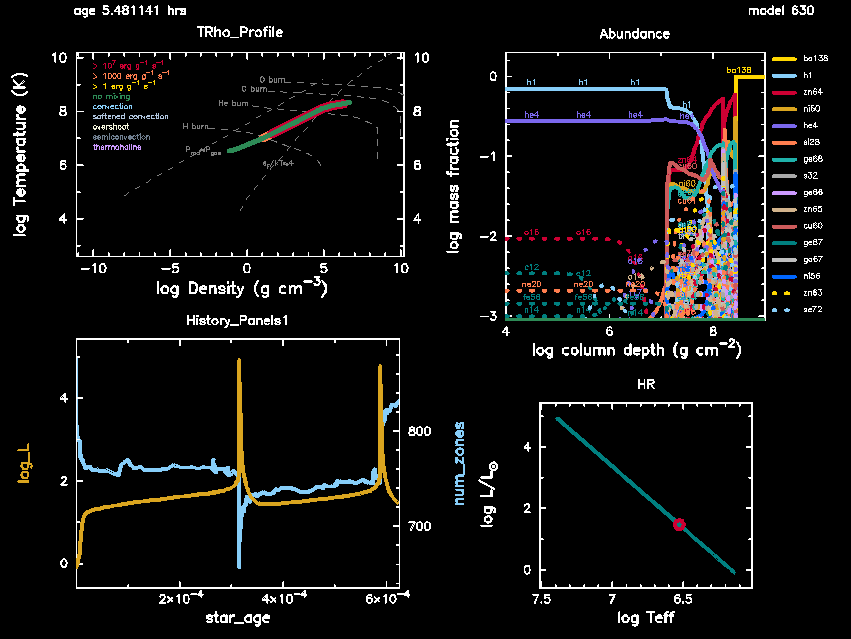 age 5.481141 hrs
model 630
TRho_Profile
log Temperature (K)
10
8
6
4
10
8
6
4
> 10⁷ erg g⁻¹ s⁻¹
> 1000 erg g⁻¹ s⁻¹
> 1 erg g⁻¹ s⁻¹
no mixing
convection
softened convection
overshoot
semiconvection
thermohaline
O burn
C burn
He burn
H burn
−10
−5
0
5
10
log Density (g cm⁻³)
Abundance
log mass fraction
0
−1
−2
−3
ba138
h1
h1
h1
h1
he4
he4
he4
o16
o16
c12
c12
ne20
ne20
fe56
fe56
n14
n14
n14
4
6
8
log column depth (g cm⁻²)
ba138
h1
zn64
ni60
he4
si28
ge68
s32
ge66
zn65
cu60
ge67
ni56
zn63
se72
History_Panels1
log_L
4
2
0
800
700
num_zones
2×10⁻⁴
4×10⁻⁴
6×10⁻⁴
star_age
HR
log L/L☉
4
2
0
7.5
7
6.5
log Teff